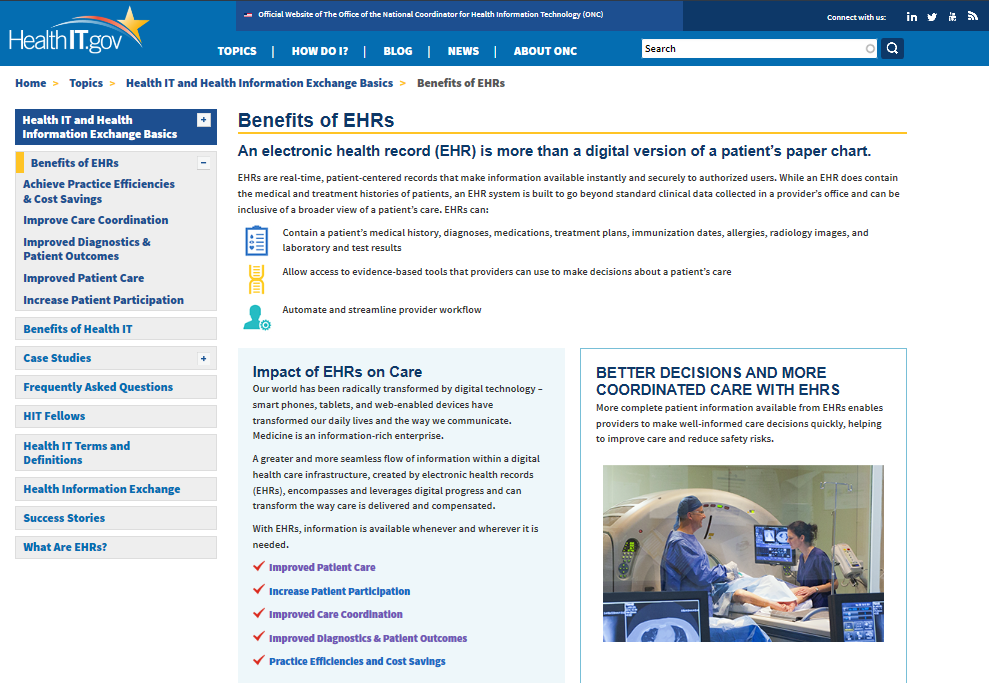 Official Website of The Office of the National Coordinator for Health Information Technology (ONC)
Connect with us:
HealthIT.gov
TOPICS | HOW DO I? | BLOG | NEWS | ABOUT ONC
Search
Home > Topics > Health IT and Health Information Exchange Basics > Benefits of EHRs
Health IT and Health
Information Exchange Basics
Benefits of EHRs
Achieve Practice Efficiencies
& Cost Savings
Improve Care Coordination
Improved Diagnostics &
Patient Outcomes
Improved Patient Care
Increase Patient Participation
Benefits of Health IT
Case Studies
Frequently Asked Questions
HIT Fellows
Health IT Terms and
Definitions
Health Information Exchange
Success Stories
What Are EHRs?
Benefits of EHRs
An electronic health record (EHR) is more than a digital version of a patient's paper chart.
EHRs are real-time, patient-centered records that make information available instantly and securely to authorized users. While an EHR does contain
the medical and treatment histories of patients, an EHR system is built to go beyond standard clinical data collected in a provider's office and can be
inclusive of a broader view of a patient's care. EHRs can:
Contain a patient's medical history, diagnoses, medications, treatment plans, immunization dates, allergies, radiology images, and
laboratory and test results
Allow access to evidence-based tools that providers can use to make decisions about a patient's care
Automate and streamline provider workflow
Impact of EHRs on Care
Our world has been radically transformed by digital technology –
smart phones, tablets, and web-enabled devices have
transformed our daily lives and the way we communicate.
Medicine is an information-rich enterprise.
A greater and more seamless flow of information within a digital
health care infrastructure, created by electronic health records
(EHRs), encompasses and leverages digital progress and can
transform the way care is delivered and compensated.
With EHRs, information is available whenever and wherever it is
needed.
Improved Patient Care
Increase Patient Participation
Improved Care Coordination
Improved Diagnostics & Patient Outcomes
Practice Efficiencies and Cost Savings
BETTER DECISIONS AND MORE
COORDINATED CARE WITH EHRS
More complete patient information available from EHRs enables
providers to make well-informed care decisions quickly, helping
to improve care and reduce safety risks.